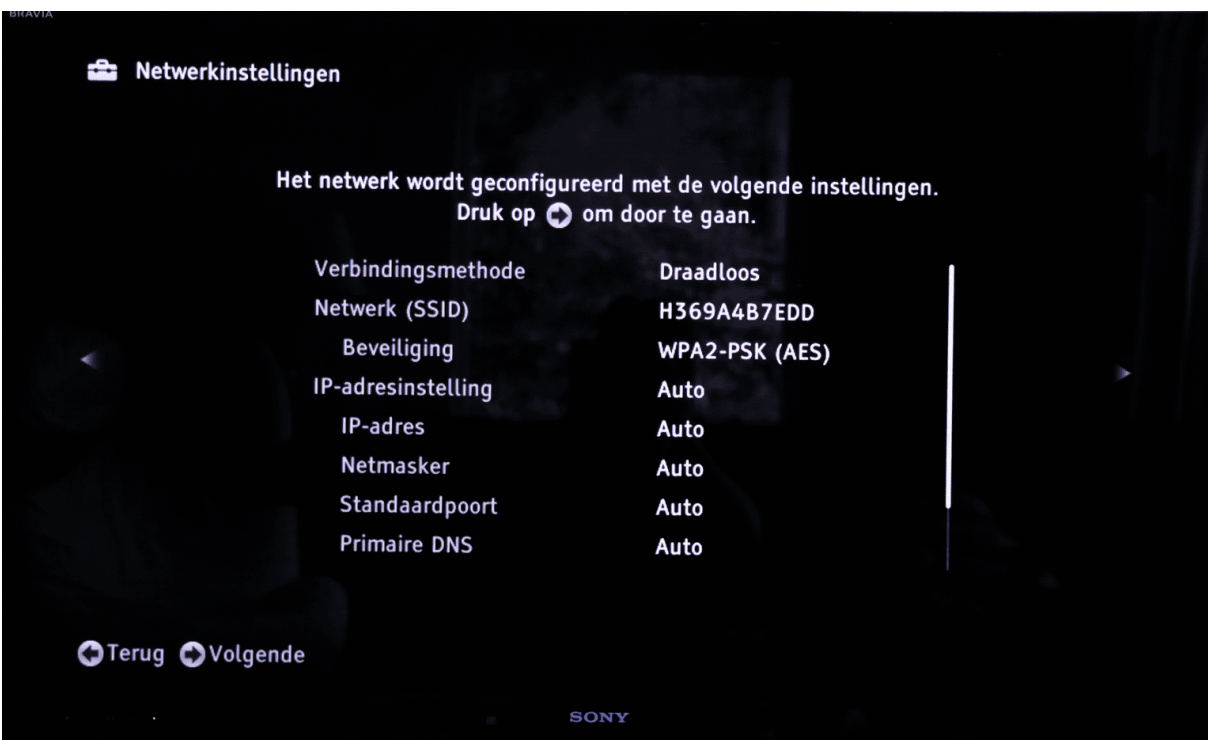 BRAVIA
Netwerkinstellingen
Het netwerk wordt geconfigureerd met de volgende instellingen.
Druk op om door te gaan.
Verbindingsmethode Draadloos
Netwerk (SSID) H369A4B7EDD
Beveiliging WPA2-PSK (AES)
IP-adresinstelling Auto
IP-adres Auto
Netmasker Auto
Standaardpoort Auto
Primaire DNS Auto
Terug Volgende
SONY